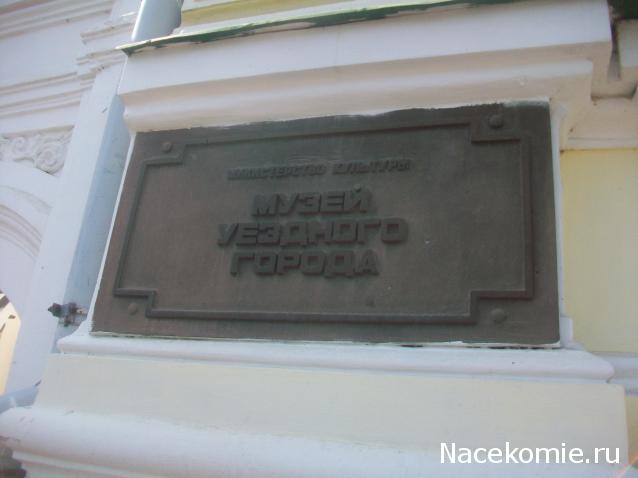 МИНИСТЕРСТВО КУЛЬТУРЫ
МУЗЕЙ
УЕЗДНОГО
ГОРОДА
Nacekomie.ru